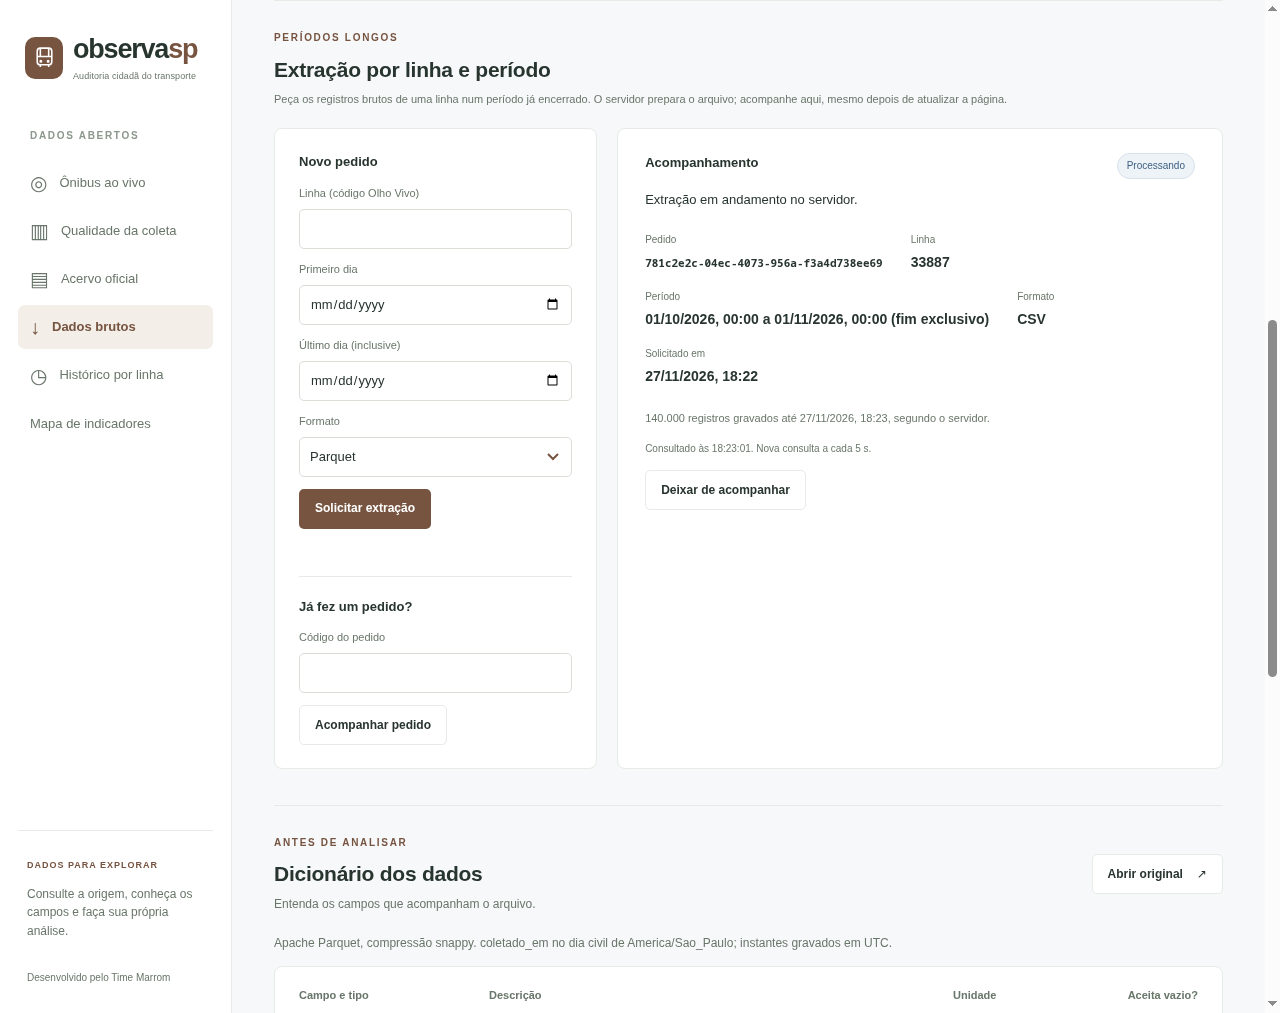 observasp
Auditoria cidadã do transporte
DADOS ABERTOS
Ônibus ao vivo
Qualidade da coleta
Acervo oficial
Dados brutos
Histórico por linha
Mapa de indicadores
DADOS PARA EXPLORAR
Consulte a origem, conheça os
campos e faça sua própria
análise.
Desenvolvido pelo Time Marrom
PERÍODOS LONGOS
Extração por linha e período
Peça os registros brutos de uma linha num período já encerrado. O servidor prepara o arquivo; acompanhe aqui, mesmo depois de atualizar a página.
Novo pedido
Linha (código Olho Vivo)
Primeiro dia
mm/dd/yyyy
Último dia (inclusive)
mm/dd/yyyy
Formato
Parquet
Solicitar extração
Já fez um pedido?
Código do pedido
Acompanhar pedido
Acompanhamento
Processando
Extração em andamento no servidor.
Pedido
781c2e2c-04ec-4073-956a-f3a4d738ee69
Linha
33887
Período
01/10/2026, 00:00 a 01/11/2026, 00:00 (fim exclusivo)
Formato
CSV
Solicitado em
27/11/2026, 18:22
140.000 registros gravados até 27/11/2026, 18:23, segundo o servidor.
Consultado às 18:23:01. Nova consulta a cada 5 s.
Deixar de acompanhar
ANTES DE ANALISAR
Dicionário dos dados
Abrir original ↗
Entenda os campos que acompanham o arquivo.
Apache Parquet, compressão snappy. coletado_em no dia civil de America/Sao_Paulo; instantes gravados em UTC.
Campo e tipo Descrição Unidade Aceita vazio?